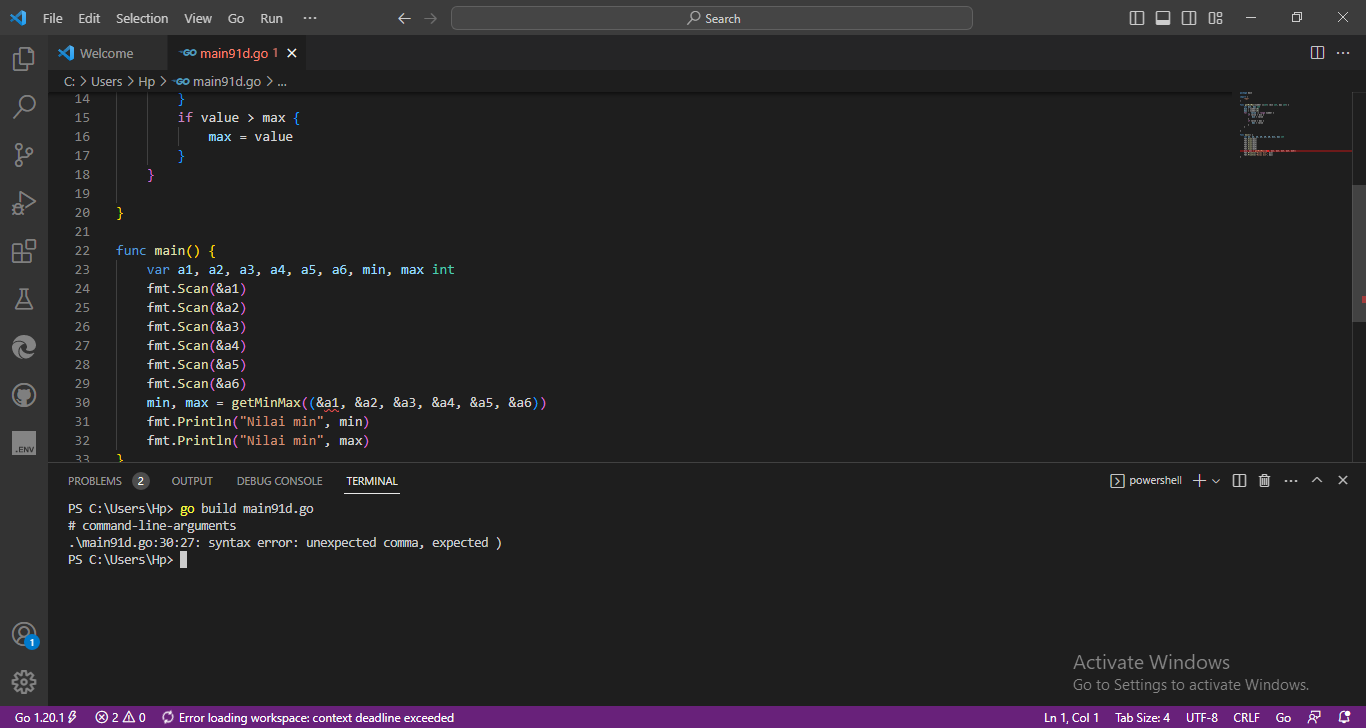 File Edit Selection View Go Run ··· Search
Welcome main91d.go 1
C: > Users > Hp > main91d.go > ...
14 }
15 if value > max {
16 max = value
17 }
18 }
19
20 }
21
22 func main() {
23 var a1, a2, a3, a4, a5, a6, min, max int
24 fmt.Scan(&a1)
25 fmt.Scan(&a2)
26 fmt.Scan(&a3)
27 fmt.Scan(&a4)
28 fmt.Scan(&a5)
29 fmt.Scan(&a6)
30 min, max = getMinMax((&a1, &a2, &a3, &a4, &a5, &a6))
31 fmt.Println("Nilai min", min)
32 fmt.Println("Nilai min", max)
33 }
PROBLEMS 2 OUTPUT DEBUG CONSOLE TERMINAL powershell
PS C:\Users\Hp> go build main91d.go
# command-line-arguments
.\main91d.go:30:27: syntax error: unexpected comma, expected )
PS C:\Users\Hp>
.ENV
1
Activate Windows
Go to Settings to activate Windows.
Go 1.20.1 2 0 Error loading workspace: context deadline exceeded Ln 1, Col 1 Tab Size: 4 UTF-8 CRLF Go